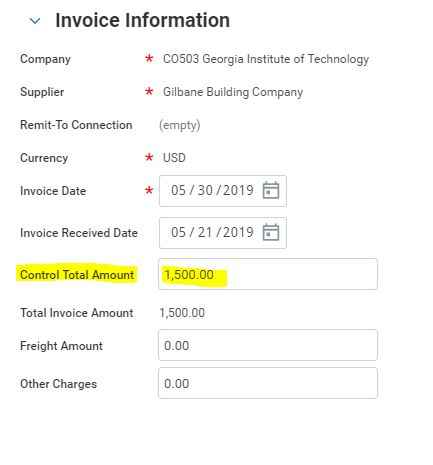 Invoice Information
Company * CO503 Georgia Institute of Technology
Supplier * Gilbane Building Company
Remit-To Connection (empty)
Currency * USD
Invoice Date * 05 / 30 / 2019
Invoice Received Date 05 / 21 / 2019
Control Total Amount 1,500.00
Total Invoice Amount 1,500.00
Freight Amount 0.00
Other Charges 0.00